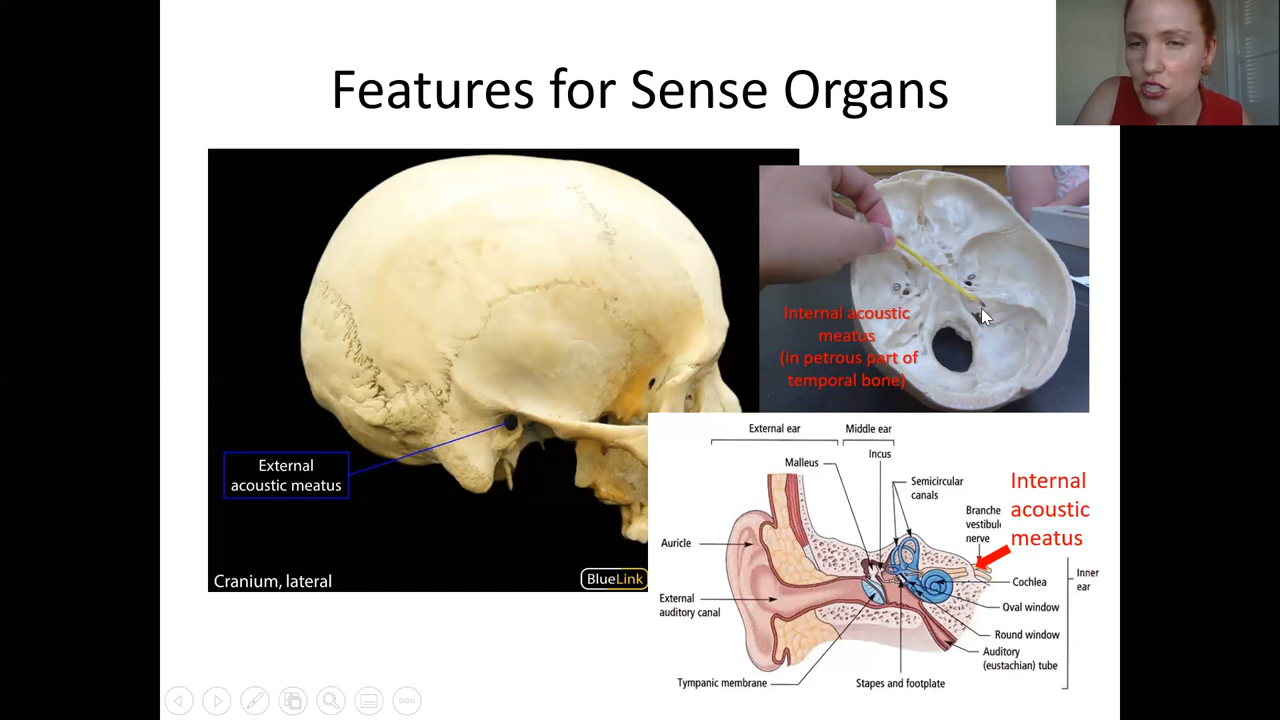 Features for Sense Organs
External
acoustic meatus
Cranium, lateral
BlueLink
Internal acoustic
meatus
(in petrous part of
temporal bone)
External ear
Middle ear
Malleus
Incus
Semicircular
canals
Internal
acoustic
meatus
Branche
vestibul
nerve
Auricle
Cochlea
Inner
ear
External
auditory canal
Oval window
Round window
Auditory
(eustachian) tube
Tympanic membrane
Stapes and footplate